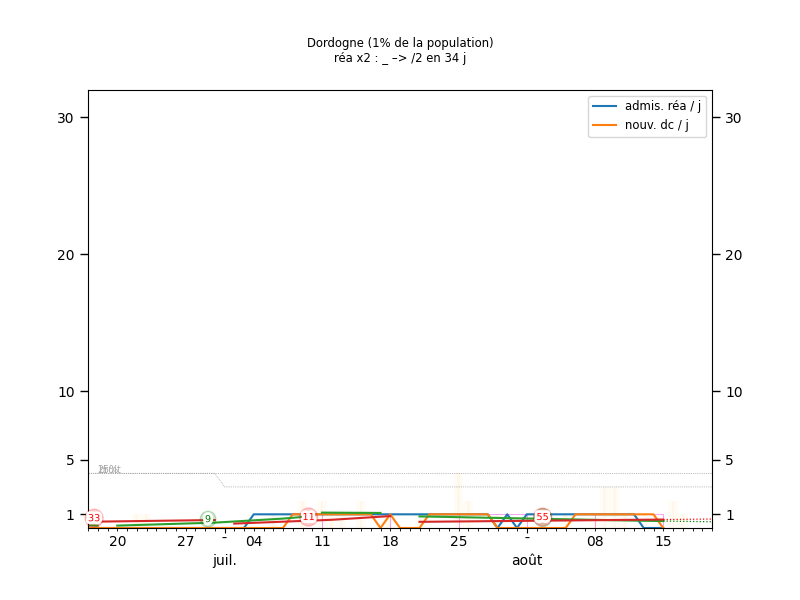 Dordogne (1% de la population)
réa x2 : _ –> /2 en 34 j
admis. réa / j
nouv. dc / j
30 30
20 20
10 10
5 5
1 1
33 9 11 55
20 27 - 04 11 18 25 - 08 15
juil. août